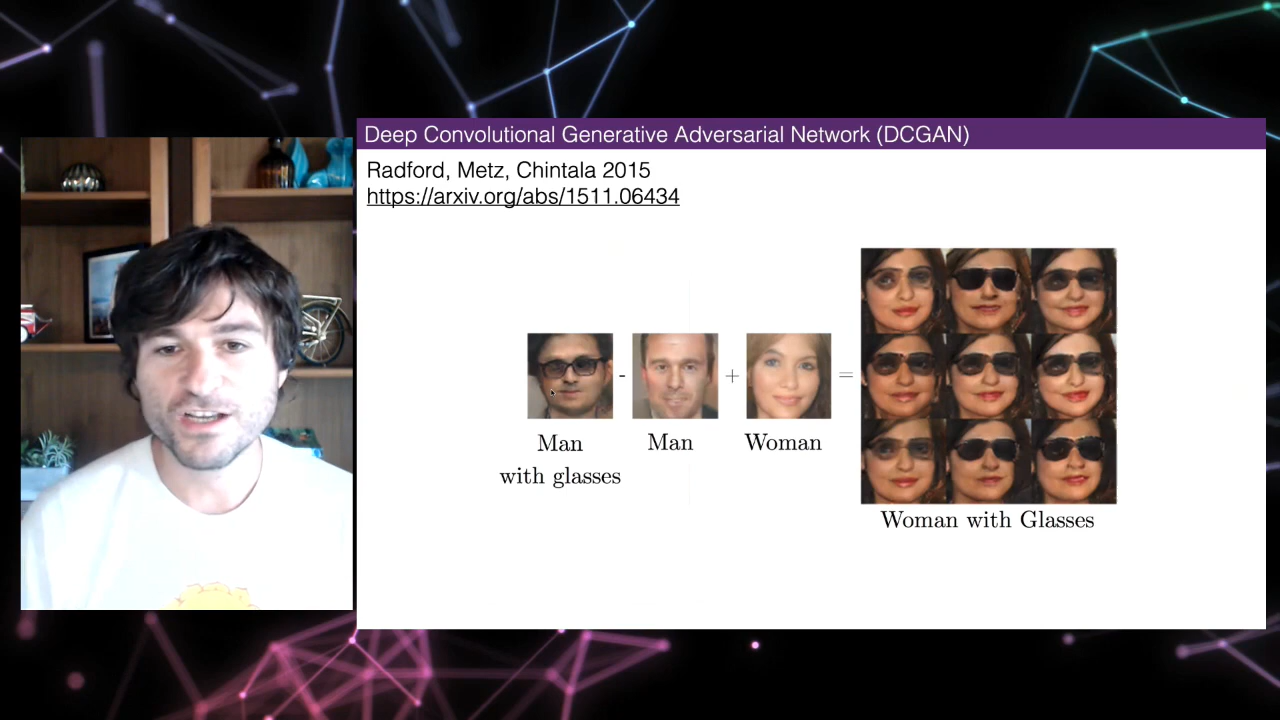 Deep Convolutional Generative Adversarial Network (DCGAN)
Radford, Metz, Chintala 2015
https://arxiv.org/abs/1511.06434
- + =
Man
with glasses
Man
Woman
Woman with Glasses